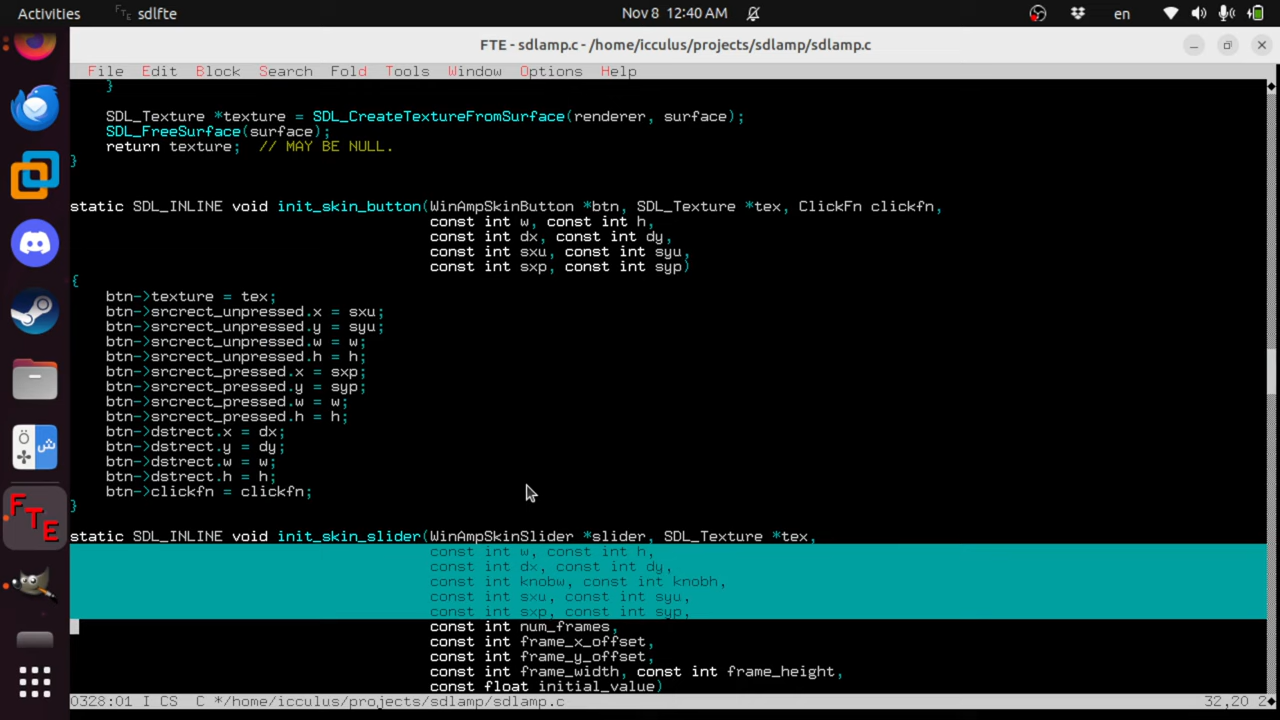 Activities
FTE sdlfte
Nov 8 12:40 AM
en
FTE - sdlamp.c - /home/icculus/projects/sdlamp/sdlamp.c
File Edit Block Search Fold Tools Window Options Help
}
SDL_Texture *texture = SDL_CreateTextureFromSurface(renderer, surface);
SDL_FreeSurface(surface);
return texture;  // MAY BE NULL.
}
static SDL_INLINE void init_skin_button(WinAmpSkinButton *btn, SDL_Texture *tex, ClickFn clickfn,
const int w, const int h,
const int dx, const int dy,
const int sxu, const int syu,
const int sxp, const int syp)
{
btn->texture = tex;
btn->srcrect_unpressed.x = sxu;
btn->srcrect_unpressed.y = syu;
btn->srcrect_unpressed.w = w;
btn->srcrect_unpressed.h = h;
btn->srcrect_pressed.x = sxp;
btn->srcrect_pressed.y = syp;
btn->srcrect_pressed.w = w;
btn->srcrect_pressed.h = h;
btn->dstrect.x = dx;
btn->dstrect.y = dy;
btn->dstrect.w = w;
btn->dstrect.h = h;
btn->clickfn = clickfn;
}
static SDL_INLINE void init_skin_slider(WinAmpSkinSlider *slider, SDL_Texture *tex,
const int w, const int h,
const int dx, const int dy,
const int knobw, const int knobh,
const int sxu, const int syu,
const int sxp, const int syp,
const int num_frames,
const int frame_x_offset,
const int frame_y_offset,
const int frame_width, const int frame_height,
const float initial_value)
0328:01 I CS  C */home/icculus/projects/sdlamp/sdlamp.c
32,20 2
Ö ش
FTE